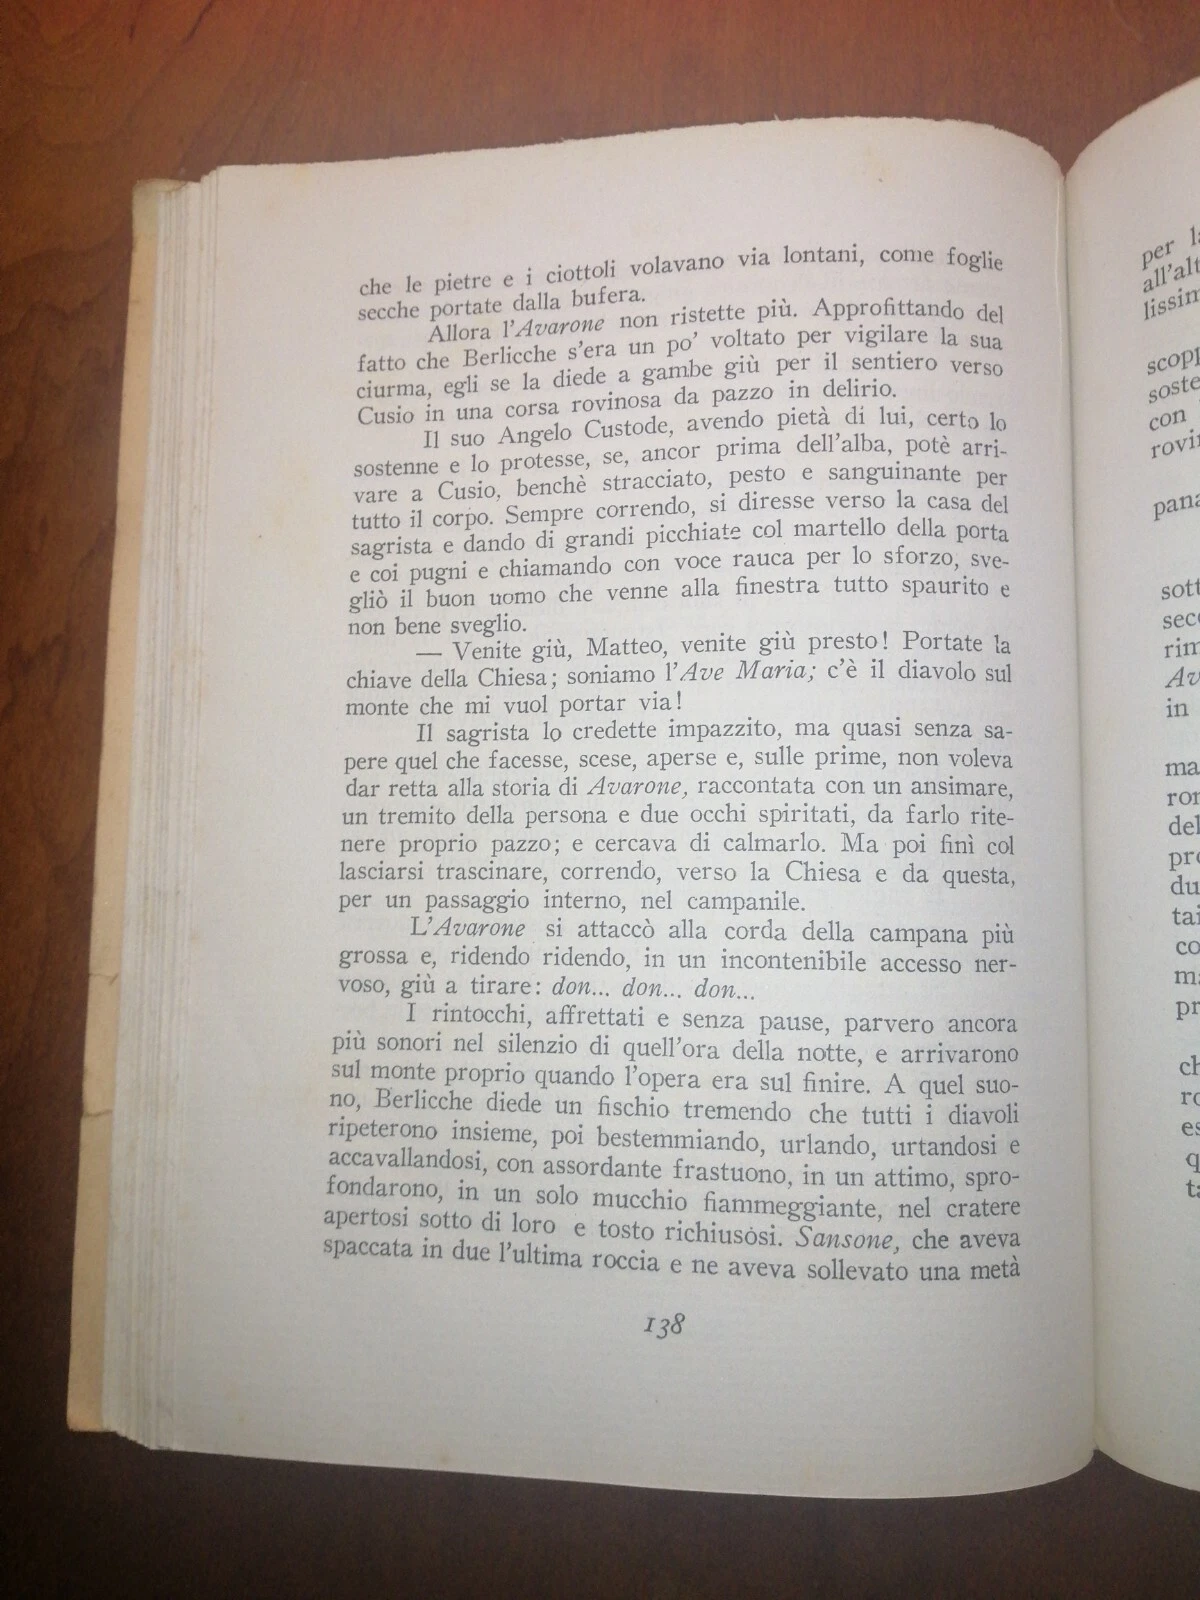 che le pietre e i ciottoli volavano via lontani, come foglie
secche portate dalla bufera.
Allora l'Avarone non ristette più. Approfittando del
fatto che Berlicche s'era un po' voltato per vigilare la sua
ciurma, egli se la diede a gambe giù per il sentiero verso
Cusio in una corsa rovinosa da pazzo in delirio.
Il suo Angelo Custode, avendo pietà di lui, certo lo
sostenne e lo protesse, se, ancor prima dell'alba, potè arri-
vare a Cusio, benchè stracciato, pesto e sanguinante per
tutto il corpo. Sempre correndo, si diresse verso la casa del
sagrista e dando di grandi picchiate col martello della porta
e coi pugni e chiamando con voce rauca per lo sforzo, sve-
gliò il buon uomo che venne alla finestra tutto spaurito e
non bene sveglio.
— Venite giù, Matteo, venite giù presto! Portate la
chiave della Chiesa; soniamo l'Ave Maria; c'è il diavolo sul
monte che mi vuol portar via!
Il sagrista lo credette impazzito, ma quasi senza sa-
pere quel che facesse, scese, aperse e, sulle prime, non voleva
dar retta alla storia di Avarone, raccontata con un ansimare,
un tremito della persona e due occhi spiritati, da farlo rite-
nere proprio pazzo; e cercava di calmarlo. Ma poi finì col
lasciarsi trascinare, correndo, verso la Chiesa e da questa,
per un passaggio interno, nel campanile.
L'Avarone si attaccò alla corda della campana più
grossa e, ridendo ridendo, in un incontenibile accesso ner-
voso, giù a tirare: don... don... don...
I rintocchi, affrettati e senza pause, parvero ancora
più sonori nel silenzio di quell'ora della notte, e arrivarono
sul monte proprio quando l'opera era sul finire. A quel suo-
no, Berlicche diede un fischio tremendo che tutti i diavoli
ripeterono insieme, poi bestemmiando, urlando, urtandosi e
accavallandosi, con assordante frastuono, in un attimo, spro-
fondarono, in un solo mucchio fiammeggiante, nel cratere
apertosi sotto di loro e tosto richiusòsi. Sansone, che aveva
spaccata in due l'ultima roccia e ne aveva sollevato una metà
138
per
lissim
con
in